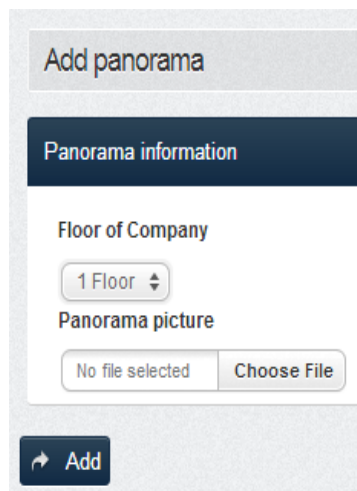 Add panorama
Panorama information
Floor of Company
1 Floor
Panorama picture
No file selected Choose File
Add